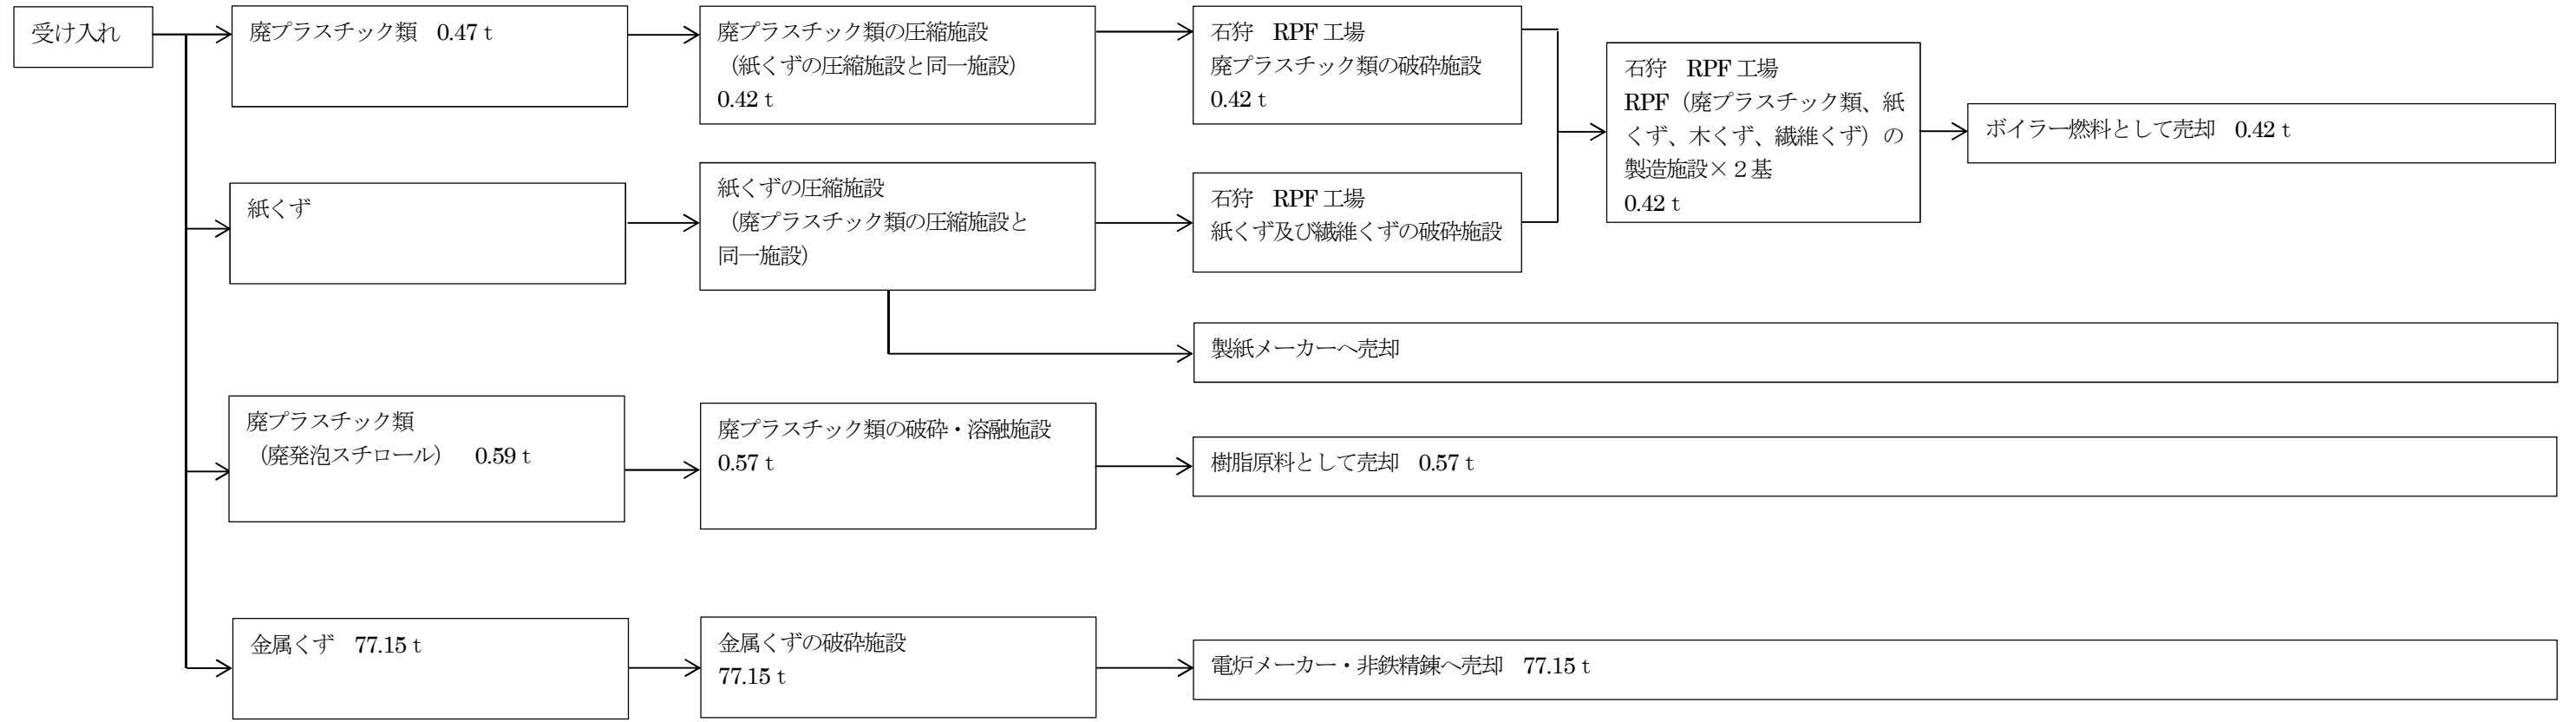 受け入れ
廃プラスチック類　0.47 t
廃プラスチック類の圧縮施設
（紙くずの圧縮施設と同一施設）
0.42 t
石狩　RPF 工場
廃プラスチック類の破砕施設
0.42 t
石狩　RPF 工場
RPF（廃プラスチック類、紙
くず、木くず、繊維くず）の
製造施設×２基
0.42 t
ボイラー燃料として売却　0.42 t
紙くず
紙くずの圧縮施設
（廃プラスチック類の圧縮施設と
同一施設）
石狩　RPF 工場
紙くず及び繊維くずの破砕施設
製紙メーカーへ売却
廃プラスチック類
（廃発泡スチロール）　0.59 t
廃プラスチック類の破砕・溶融施設
0.57 t
樹脂原料として売却　0.57 t
金属くず　77.15 t
金属くずの破砕施設
77.15 t
電炉メーカー・非鉄精錬へ売却　77.15 t